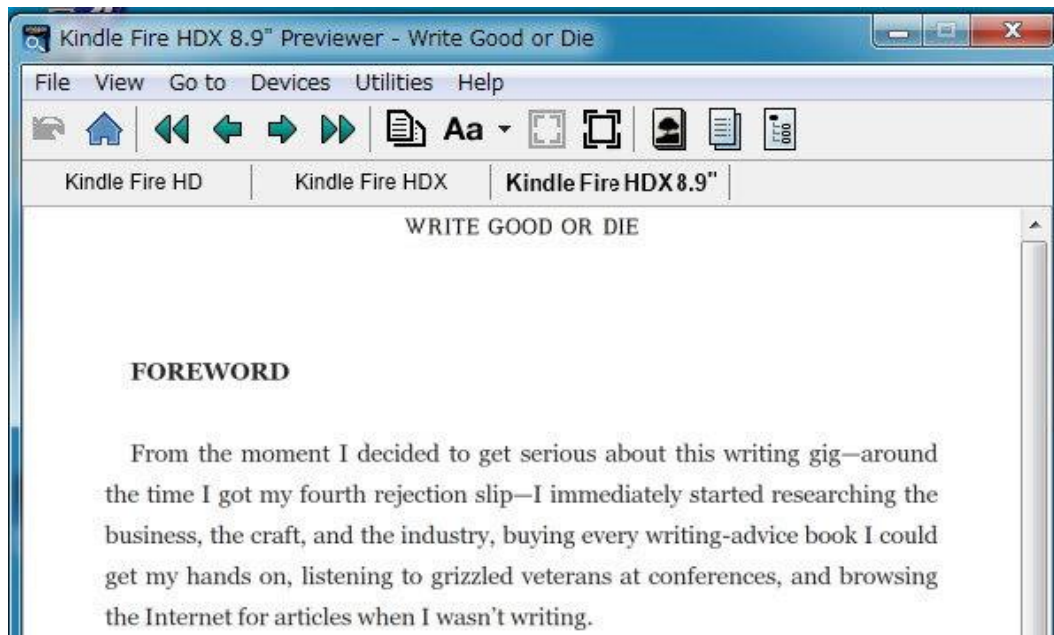 Kindle Fire HDX 8.9" Previewer - Write Good or Die
File View Go to Devices Utilities Help
Aa
Kindle Fire HD Kindle Fire HDX Kindle Fire HDX 8.9"
WRITE GOOD OR DIE
FOREWORD
From the moment I decided to get serious about this writing gig—around
the time I got my fourth rejection slip—I immediately started researching the
business, the craft, and the industry, buying every writing-advice book I could
get my hands on, listening to grizzled veterans at conferences, and browsing
the Internet for articles when I wasn't writing.